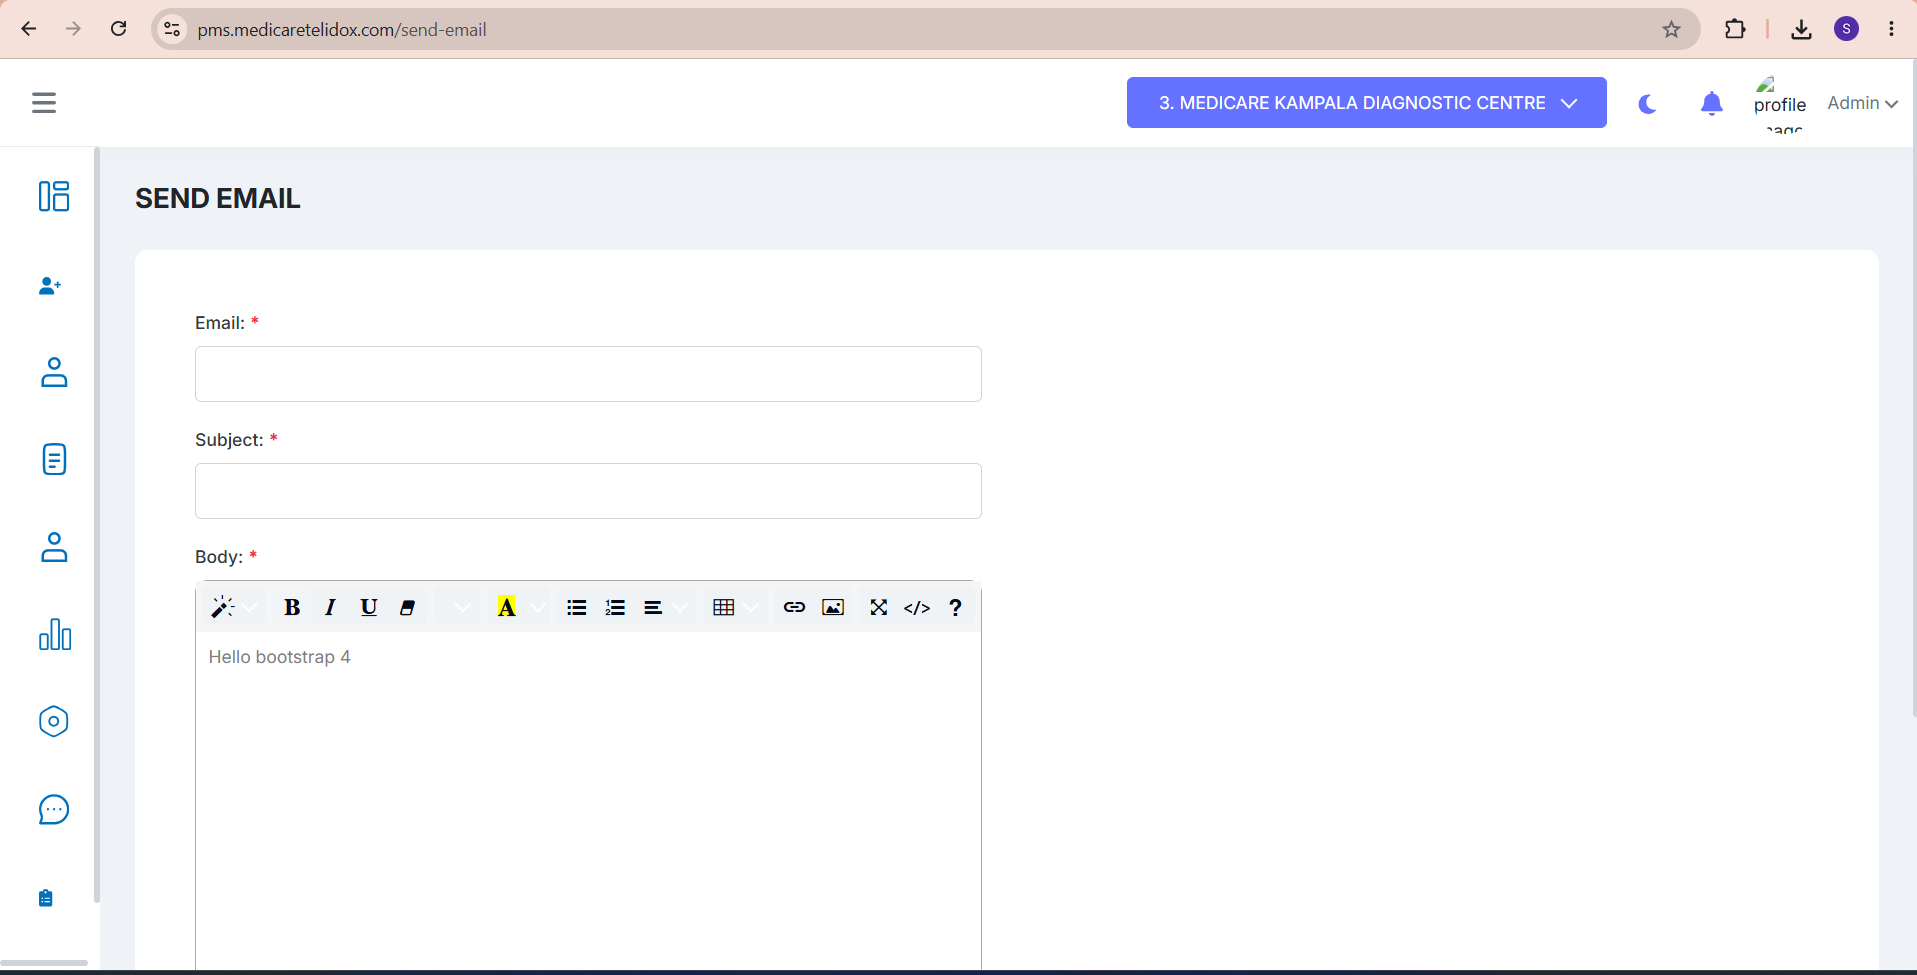 pms.medicaretelidox.com/send-email
S
3. MEDICARE KAMPALA DIAGNOSTIC CENTRE
profile
Admin
SEND EMAIL
Email: *
Subject: *
Body: *
B I U A </> ?
Hello bootstrap 4